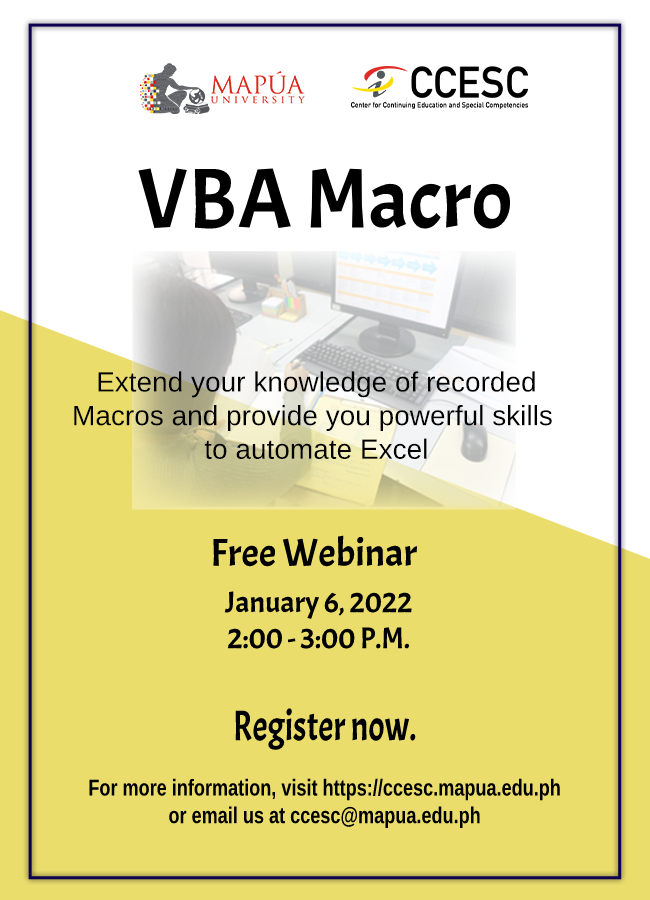 MAPÚA
UNIVERSITY
CCESC
Center for Continuing Education and Special Competencies
VBA Macro
Extend your knowledge of recorded
Macros and provide you powerful skills
to automate Excel
Free Webinar
January 6, 2022
2:00 - 3:00 P.M.
Register now.
For more information, visit https://ccesc.mapua.edu.ph
or email us at ccesc@mapua.edu.ph